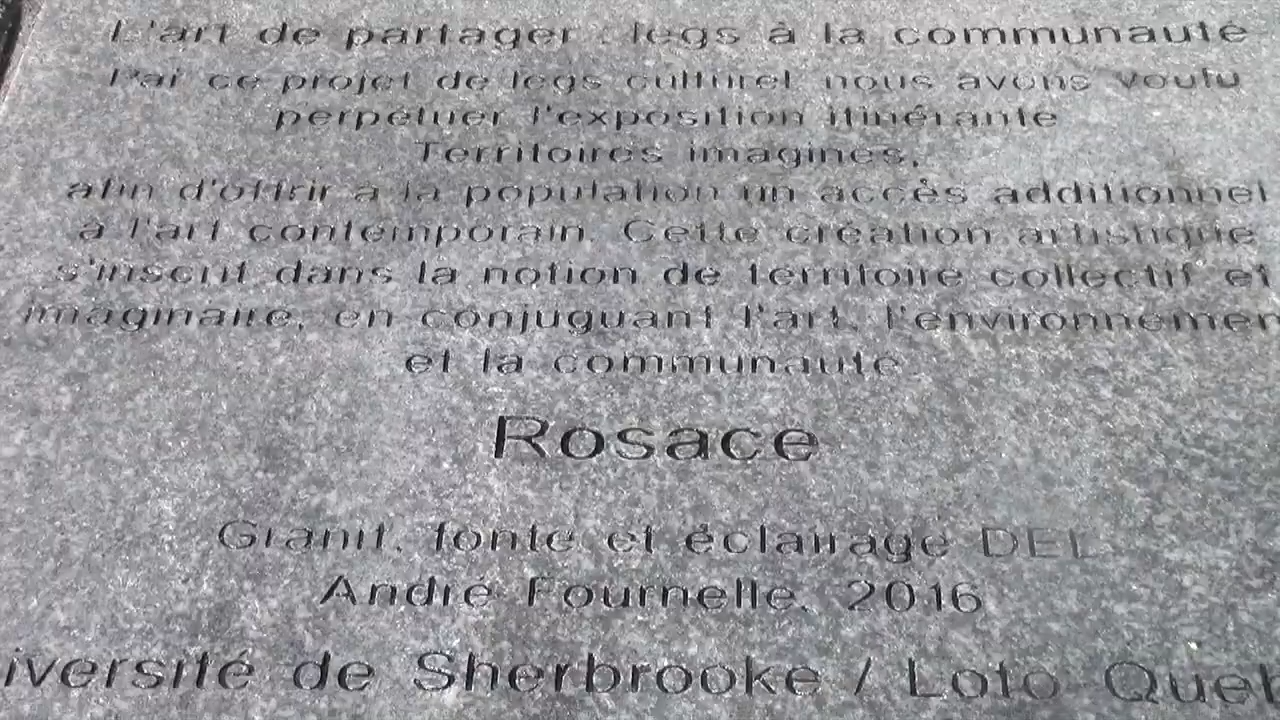 L'art de partager : legs à la communauté
Par ce projet de legs culturel nous avons voulu
perpétuer l'exposition itinérante
Territoires imaginés,
afin d'offrir à la population un accès additionnel
à l'art contemporain. Cette création artistique
s'inscrit dans la notion de territoire collectif et
imaginaire, en conjuguant l'art, l'environnemen
et la communauté
Rosace
Granit, fonte et éclairage DEL
André Fournelle, 2016
iversité de Sherbrooke / Loto Queb